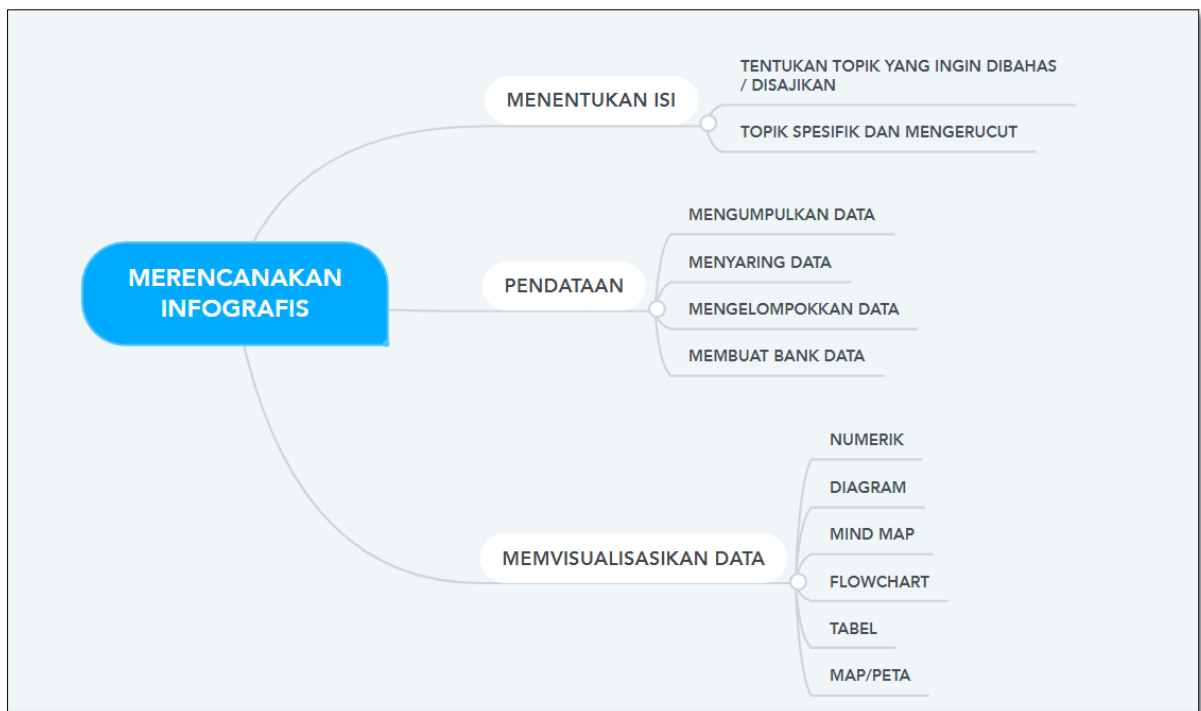 MERENCANAKAN
INFOGRAFIS
MENENTUKAN ISI
TENTUKAN TOPIK YANG INGIN DIBAHAS
/ DISAJIKAN
TOPIK SPESIFIK DAN MENGERUCUT
PENDATAAN
MENGUMPULKAN DATA
MENYARING DATA
MENGELOMPOKKAN DATA
MEMBUAT BANK DATA
MEMVISUALISASIKAN DATA
NUMERIK
DIAGRAM
MIND MAP
FLOWCHART
TABEL
MAP/PETA